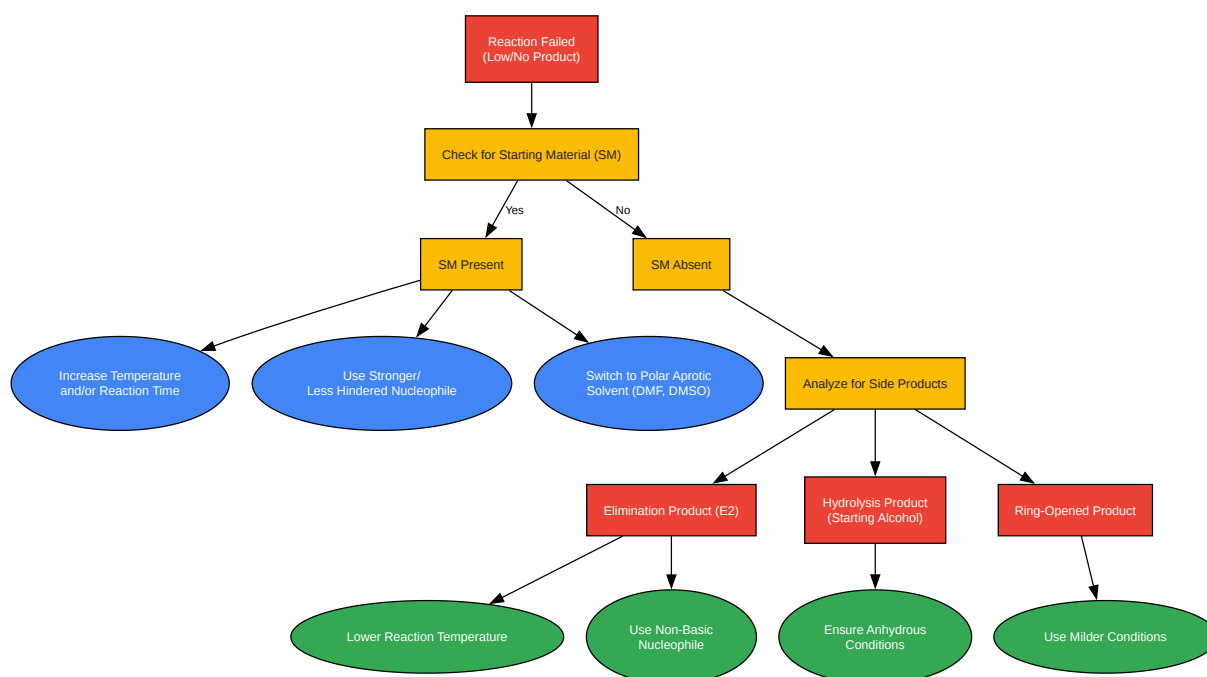 Reaction Failed
(Low/No Product)
Check for Starting Material (SM)
Yes
No
SM Present
SM Absent
Increase Temperature
and/or Reaction Time
Use Stronger/
Less Hindered Nucleophile
Switch to Polar Aprotic
Solvent (DMF, DMSO)
Analyze for Side Products
Elimination Product (E2)
Hydrolysis Product
(Starting Alcohol)
Ring-Opened Product
Lower Reaction Temperature
Use Non-Basic
Nucleophile
Ensure Anhydrous
Conditions
Use Milder Conditions